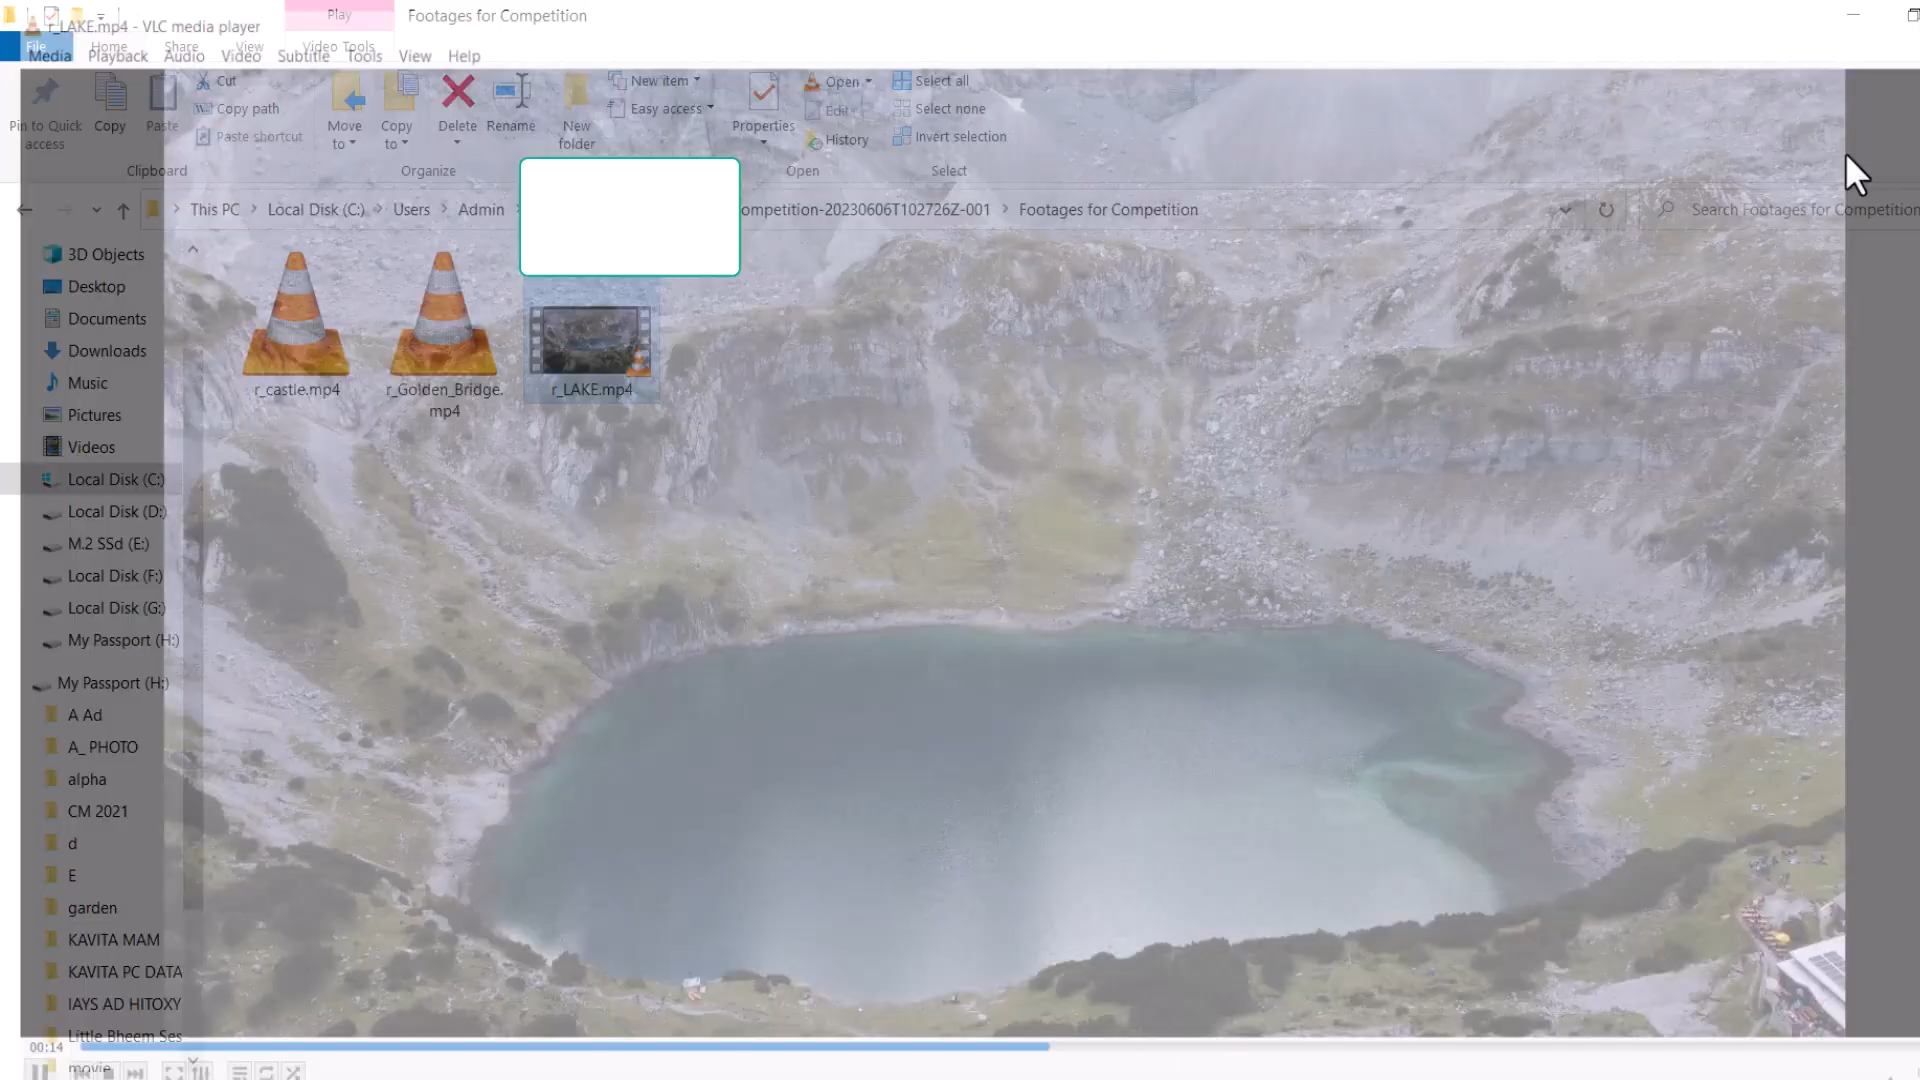 r_LAKE.mp4 - VLC media player
Play
Footages for Competition
File
Home
Share
View
Video Tools
Media
Playback
Audio
Video
Subtitle
Tools
View
Help
Pin to Quick access
Copy
Paste
Cut
Copy path
Paste shortcut
Clipboard
Move to
Copy to
Delete
Rename
Organize
New folder
New item
Easy access
Properties
Open
Edit
History
Open
Select all
Select none
Invert selection
Select
This PC
Local Disk (C:)
Users
Admin
ompetition-20230606T102726Z-001
Footages for Competition
Search Footages for Competition
3D Objects
Desktop
Documents
Downloads
Music
Pictures
Videos
Local Disk (C:)
Local Disk (D:)
M.2 SSd (E:)
Local Disk (F:)
Local Disk (G:)
My Passport (H:)
My Passport (H:)
A Ad
A_ PHOTO
alpha
CM 2021
d
E
garden
KAVITA MAM
KAVITA PC DATA
IAYS AD HITOXY
Little Bheem Ses
movie
r_castle.mp4
r_Golden_Bridge.
mp4
r_LAKE.mp4
00:14